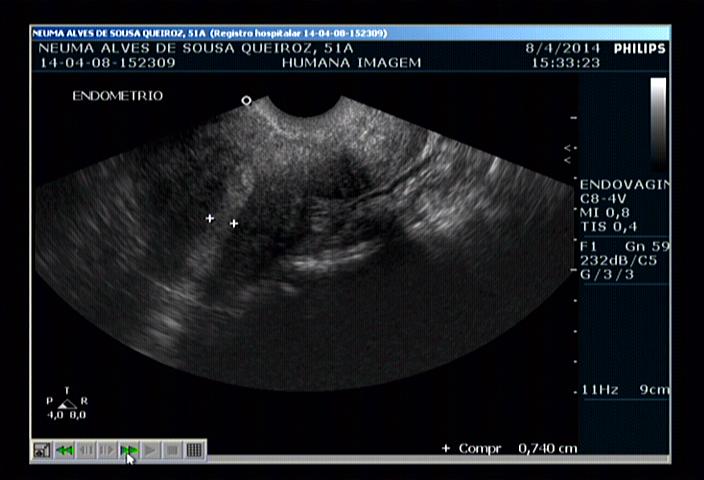 NEUMA ALVES DE SOUSA QUEIROZ, 51A (Registro hospitalar 14-04-08-152309)
NEUMA ALVES DE SOUSA QUEIROZ, 51A 8/4/2014 PHILIPS
14-04-08-152309 HUMANA IMAGEM 15:33:23
ENDOMETRIO
ENDOVAGIN
C8-4V
MI 0,8
TIS 0,4
F1 Gn 59
232dB/C5
G/3/3
11Hz 9cm
T
P R
4,0 8,0
+ Compr 0,740 cm